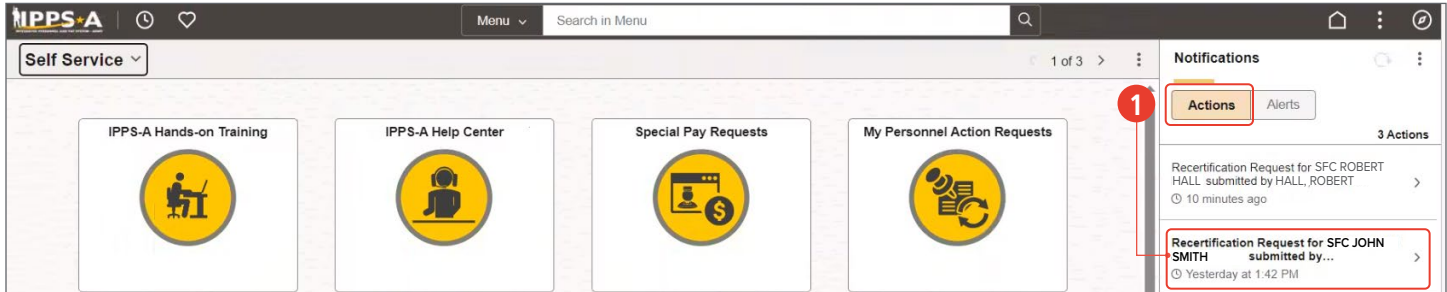 IPPS★A
Menu
Search in Menu
Self Service
1 of 3
Notifications
1
Actions
Alerts
3 Actions
IPPS-A Hands-on Training
IPPS-A Help Center
Special Pay Requests
My Personnel Action Requests
Recertification Request for SFC ROBERT
HALL submitted by HALL, ROBERT
10 minutes ago
Recertification Request for SFC JOHN
SMITH submitted by…
Yesterday at 1:42 PM